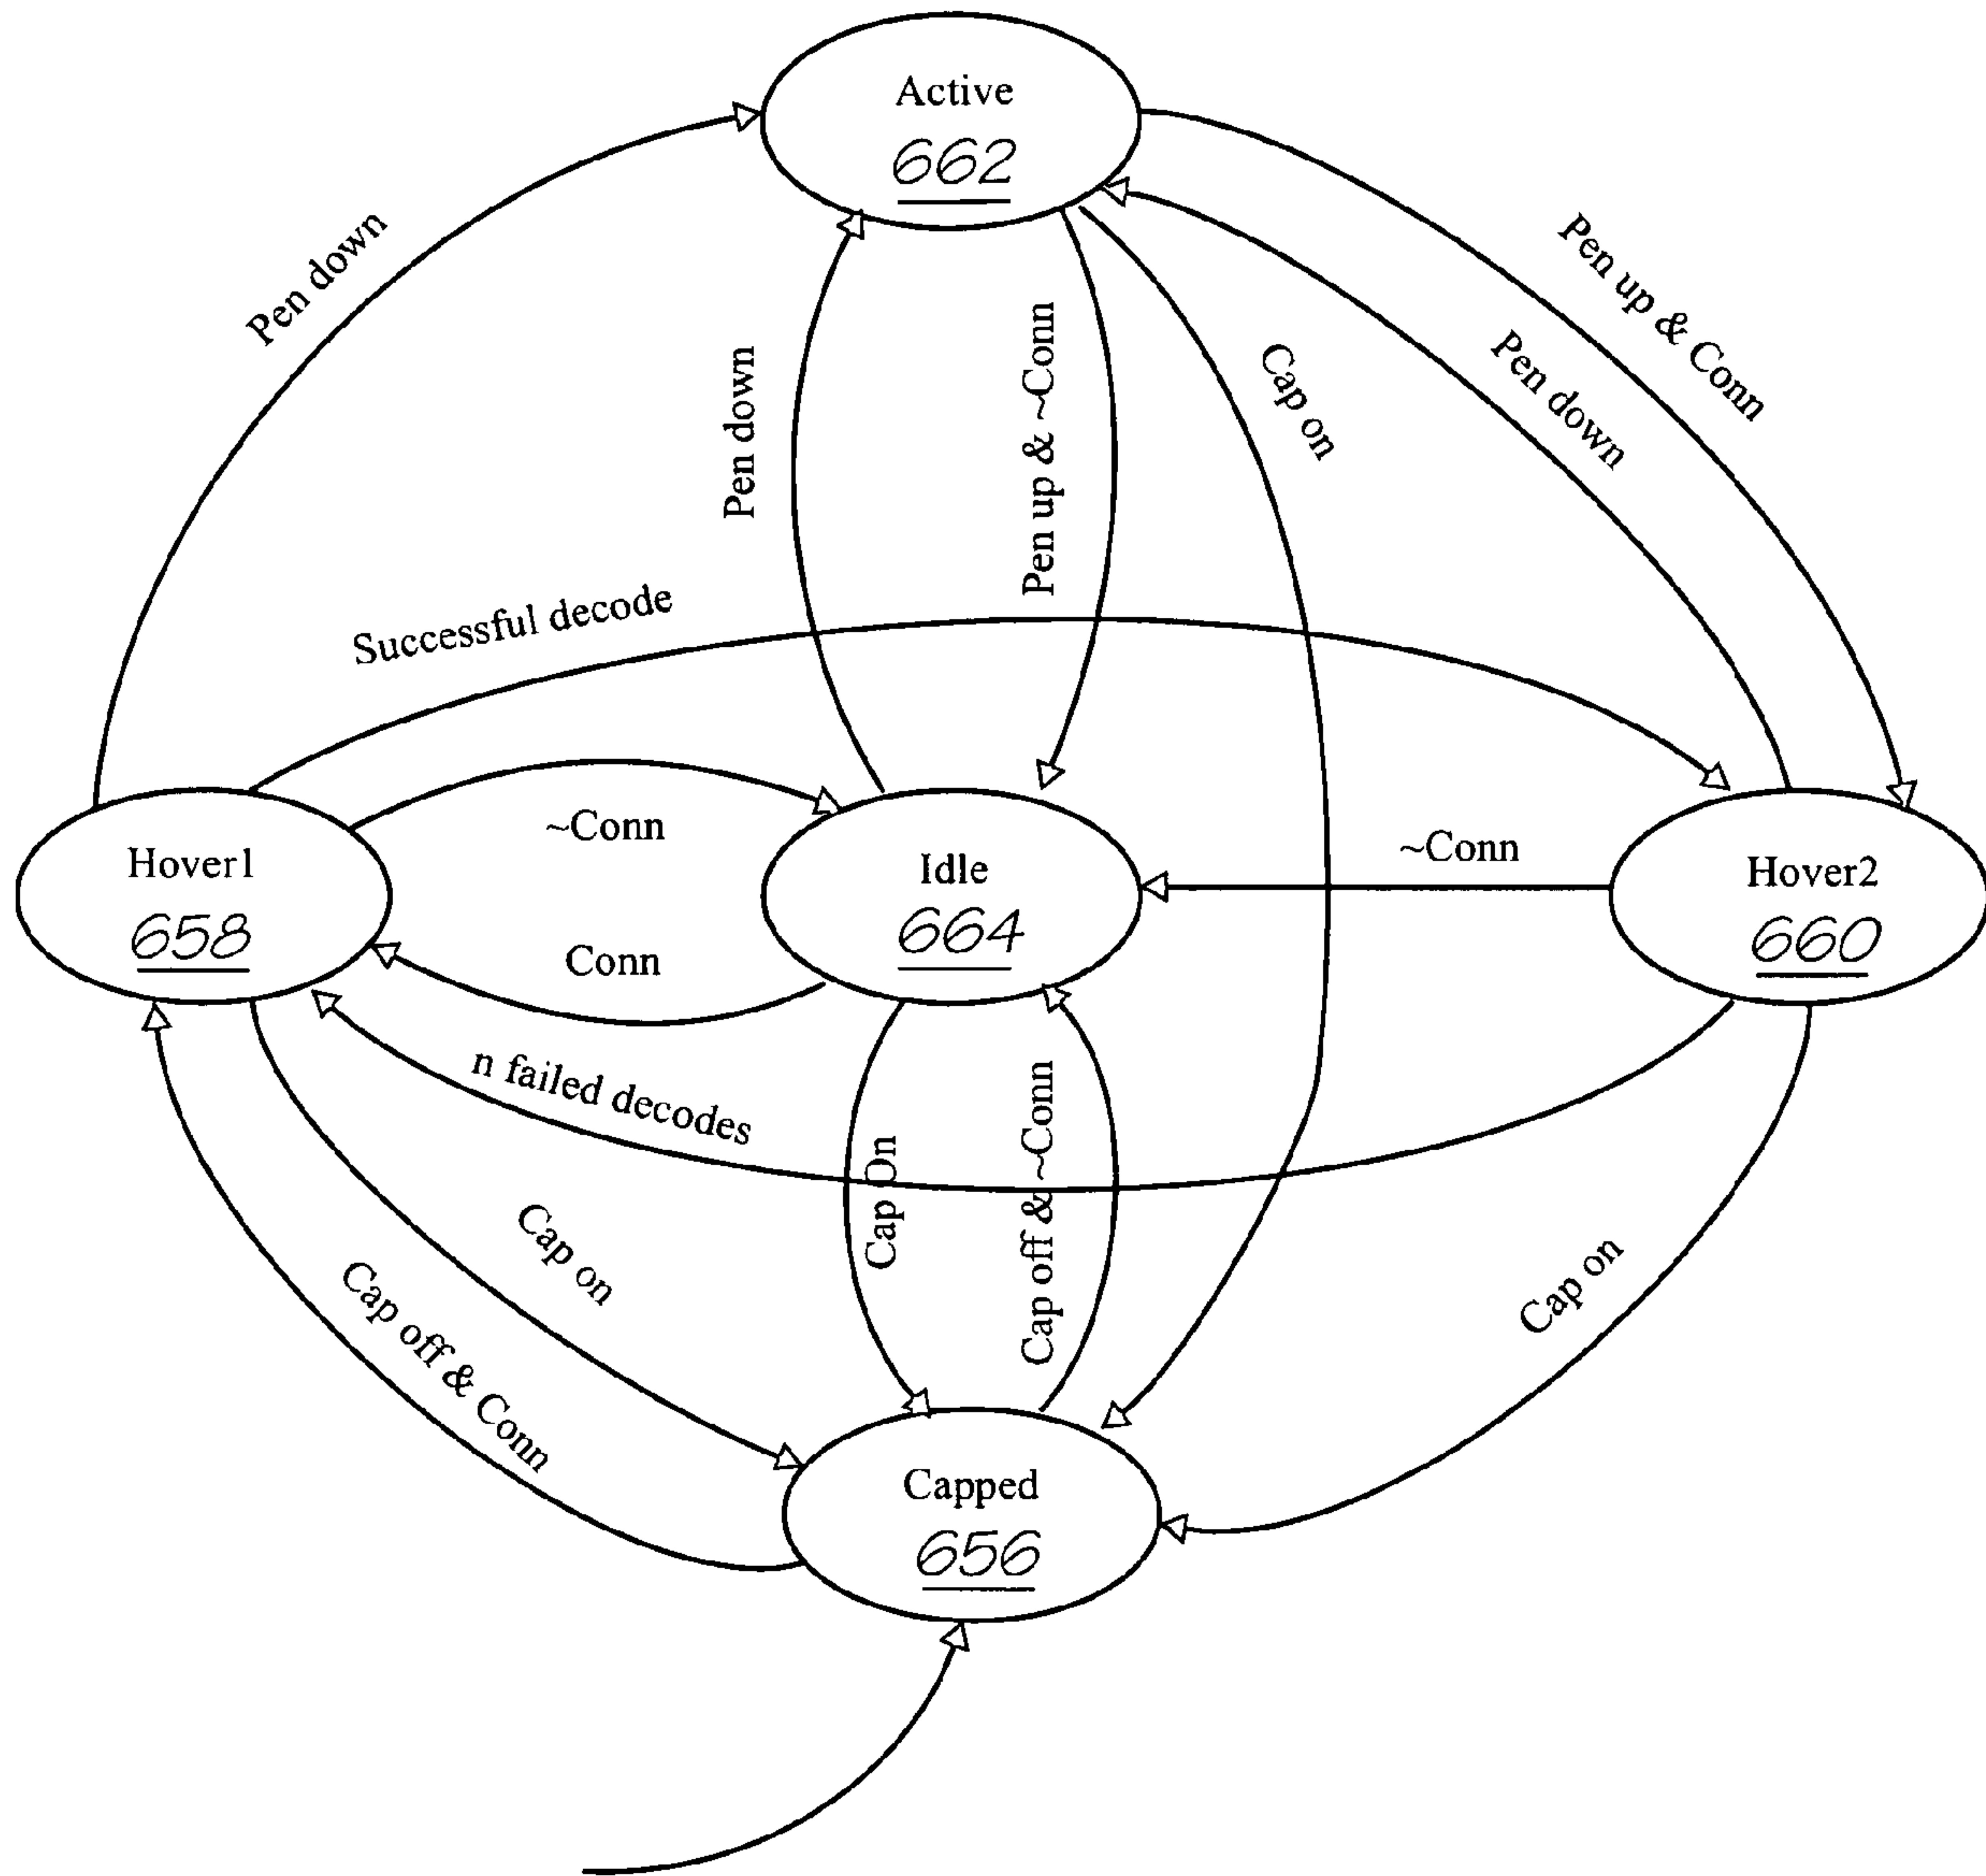 Active
662
Pen down
Pen up & Conn
Pen down
Pen up & ~Conn
Cap on
Pen down
Successful decode
~Conn
Hover1
658
Idle
664
~Conn
Hover2
660
Conn
n failed decodes
Cap On
Cap off & ~Conn
Cap on
Cap off & Conn
Cap on
Capped
656